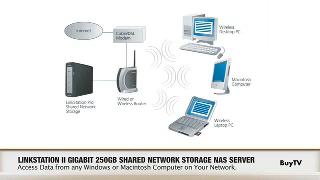 Internet
Cable/DSL
Modem
Wireless
Desktop PC
LinkStation Pro
Shared Network
Storage
Wired or
Wireless Router
Macintosh
Computer
Wireless
Laptop PC
LINKSTATION II GIGABIT 250GB SHARED NETWORK STORAGE NAS SERVER
Access Data from any Windows or Macintosh Computer on Your Network.
BuyTV